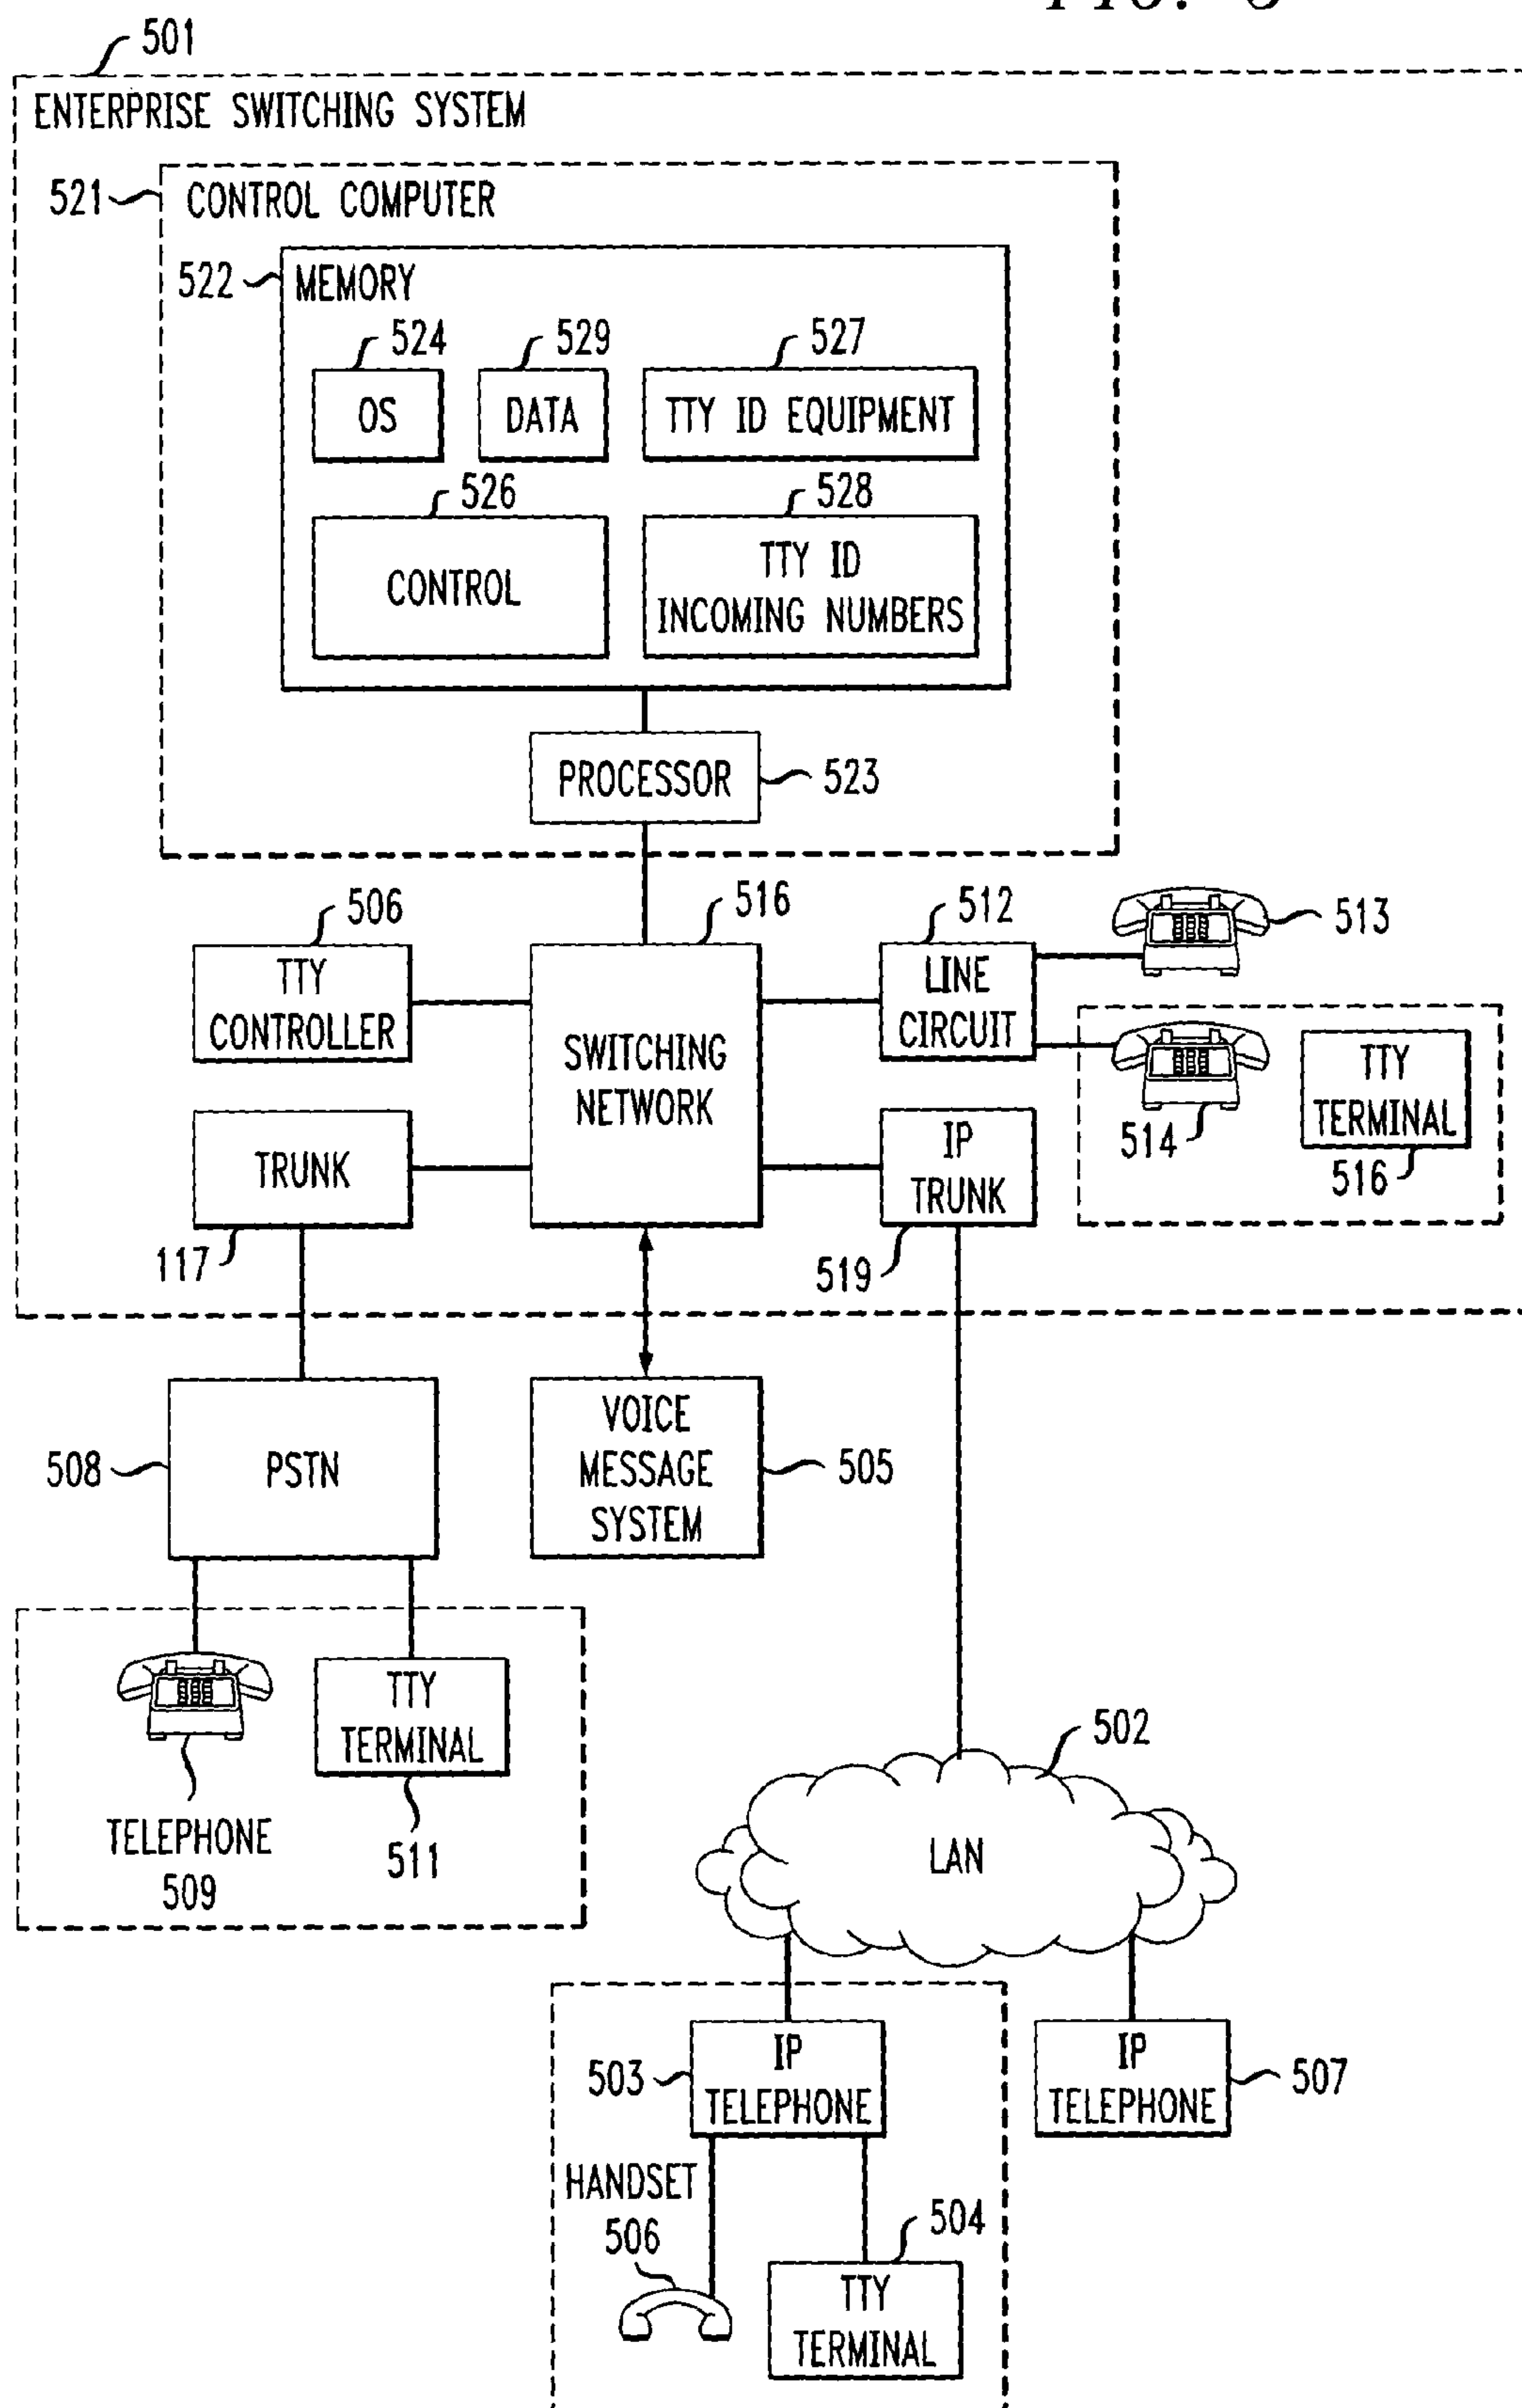 501
ENTERPRISE SWITCHING SYSTEM
521
CONTROL COMPUTER
522
MEMORY
524
529
527
OS
DATA
TTY ID EQUIPMENT
526
528
CONTROL
TTY ID
INCOMING NUMBERS
PROCESSOR
523
506
516
512
513
TTY
CONTROLLER
SWITCHING
NETWORK
LINE
CIRCUIT
514
TTY
TERMINAL
516
TRUNK
117
IP
TRUNK
519
508
PSTN
VOICE
MESSAGE
SYSTEM
505
TELEPHONE
509
TTY
TERMINAL
511
502
LAN
503
IP
TELEPHONE
IP
TELEPHONE
507
HANDSET
506
504
TTY
TERMINAL